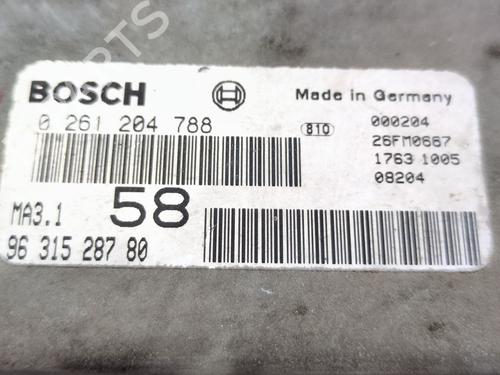 PARTS
BOSCH Made in Germany
0 261 204 788 810 000204
26FM0667
1763 1005
08204
MA3.1 58
96 315 287 80